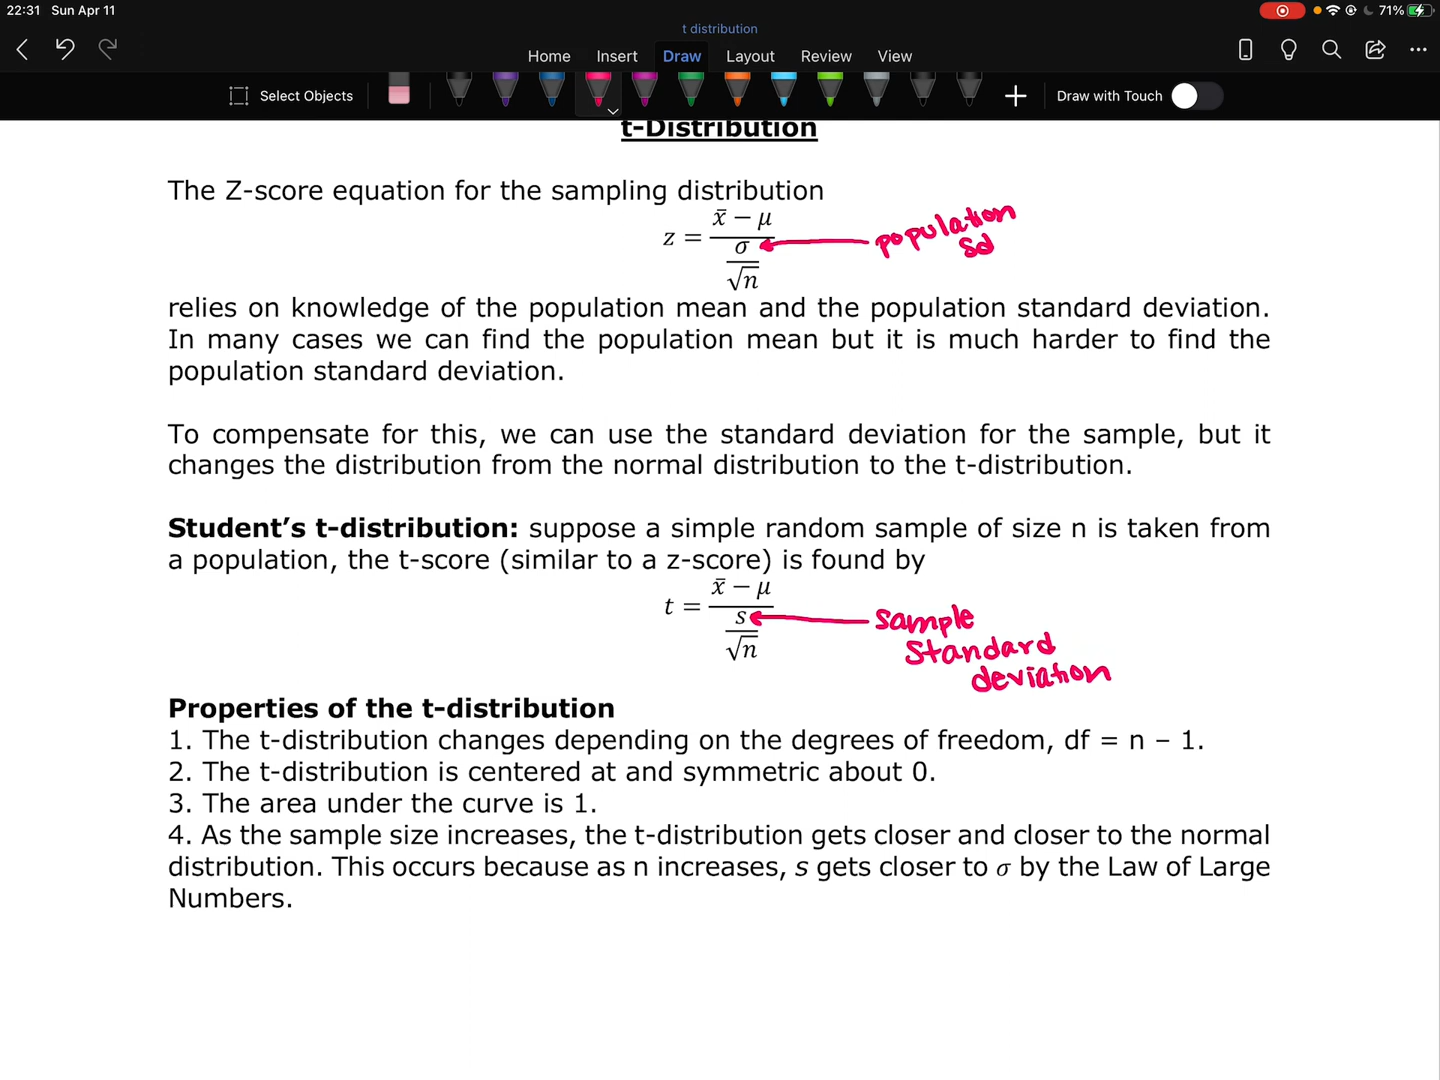 22:31 Sun Apr 11
71%
t distribution
Home Insert Draw Layout Review View
Select Objects
Draw with Touch
t-Distribution
The Z-score equation for the sampling distribution
z = \frac{x̄ − μ}{\frac{σ}{√n}}
population
sd
relies on knowledge of the population mean and the population standard deviation.
In many cases we can find the population mean but it is much harder to find the
population standard deviation.
To compensate for this, we can use the standard deviation for the sample, but it
changes the distribution from the normal distribution to the t-distribution.
Student’s t-distribution: suppose a simple random sample of size n is taken from
a population, the t-score (similar to a z-score) is found by
t = \frac{x̄ − μ}{\frac{s}{√n}}
sample
standard
deviation
Properties of the t-distribution
1. The t-distribution changes depending on the degrees of freedom, df = n – 1.
2. The t-distribution is centered at and symmetric about 0.
3. The area under the curve is 1.
4. As the sample size increases, the t-distribution gets closer and closer to the normal
distribution. This occurs because as n increases, s gets closer to σ by the Law of Large
Numbers.